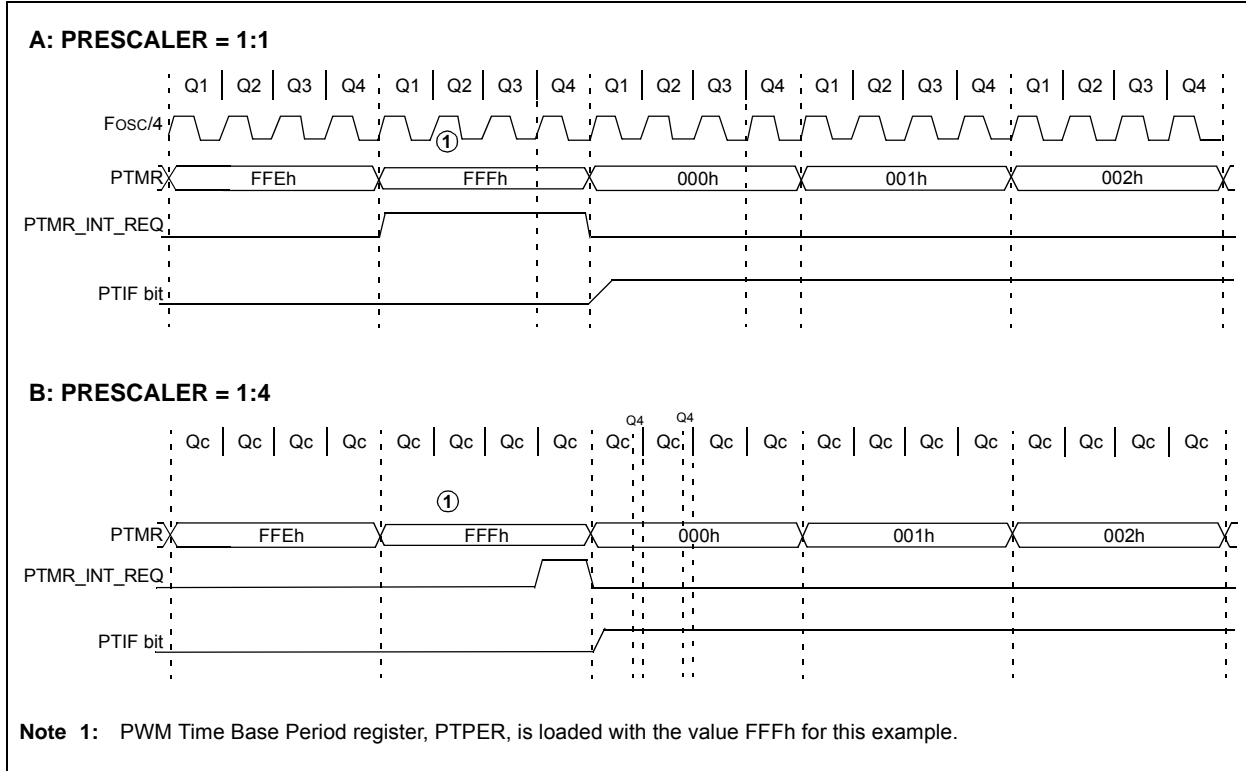 A: PRESCALER = 1:1
Q1 Q2 Q3 Q4 Q1 Q2 Q3 Q4 Q1 Q2 Q3 Q4 Q1 Q2 Q3 Q4 Q1 Q2 Q3 Q4
FOSC/4
1
PTMR FFEh FFFh 000h 001h 002h
PTMR_INT_REQ
PTIF bit
B: PRESCALER = 1:4
Q4 Q4
Qc Qc Qc Qc Qc Qc Qc Qc Qc Qc Qc Qc Qc Qc Qc Qc Qc Qc Qc Qc
1
PTMR FFEh FFFh 000h 001h 002h
PTMR_INT_REQ
PTIF bit
Note 1: PWM Time Base Period register, PTPER, is loaded with the value FFFh for this example.